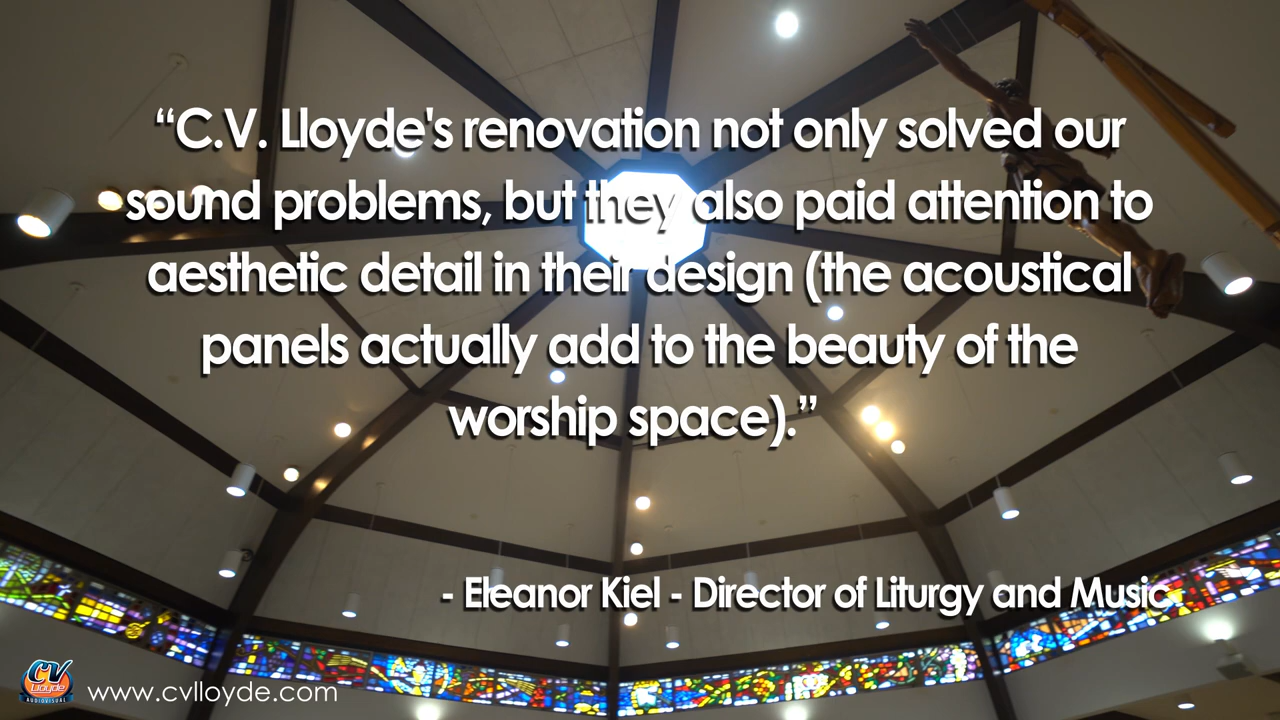 “C.V. Lloyde's renovation not only solved our
sound problems, but they also paid attention to
aesthetic detail in their design (the acoustical
panels actually add to the beauty of the
worship space).”
- Eleanor Kiel - Director of Liturgy and Music
CV
Lloyde
AUDIOVISUAL
www.cvlloyde.com